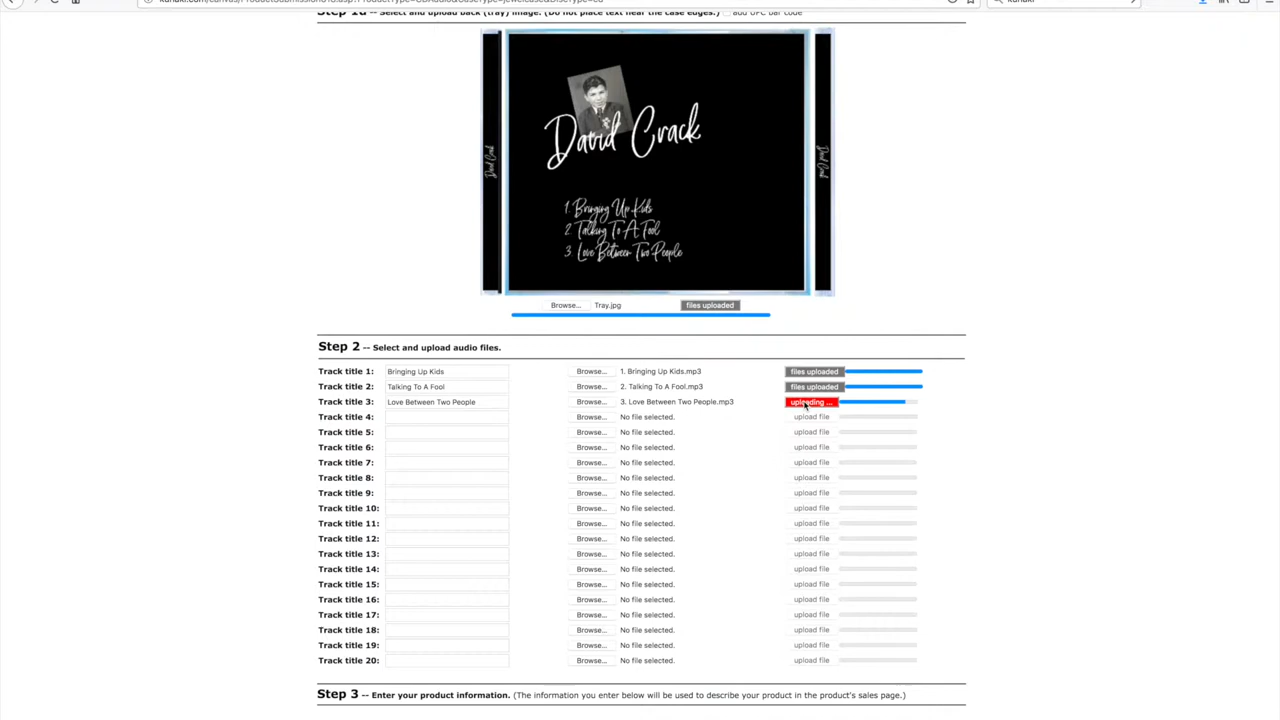 Step 1a -- Select and upload back (tray) image. (Do not place text near the case edges.) add UPC bar code
David Crack
David Crack
David Crack
1. Bringing Up Kids
2. Talking To A Fool
3. Love Between Two People
Browse... Tray.jpg files uploaded
Step 2 -- Select and upload audio files.
Track title 1: Bringing Up Kids Browse... 1. Bringing Up Kids.mp3 files uploaded
Track title 2: Talking To A Fool Browse... 2. Talking To A Fool.mp3 files uploaded
Track title 3: Love Between Two People Browse... 3. Love Between Two People.mp3 uploading ...
Track title 4: Browse... No file selected. upload file
Track title 5: Browse... No file selected. upload file
Track title 6: Browse... No file selected. upload file
Track title 7: Browse... No file selected. upload file
Track title 8: Browse... No file selected. upload file
Track title 9: Browse... No file selected. upload file
Track title 10: Browse... No file selected. upload file
Track title 11: Browse... No file selected. upload file
Track title 12: Browse... No file selected. upload file
Track title 13: Browse... No file selected. upload file
Track title 14: Browse... No file selected. upload file
Track title 15: Browse... No file selected. upload file
Track title 16: Browse... No file selected. upload file
Track title 17: Browse... No file selected. upload file
Track title 18: Browse... No file selected. upload file
Track title 19: Browse... No file selected. upload file
Track title 20: Browse... No file selected. upload file
Step 3 -- Enter your product information. (The information you enter below will be used to describe your product in the product's sales page.)